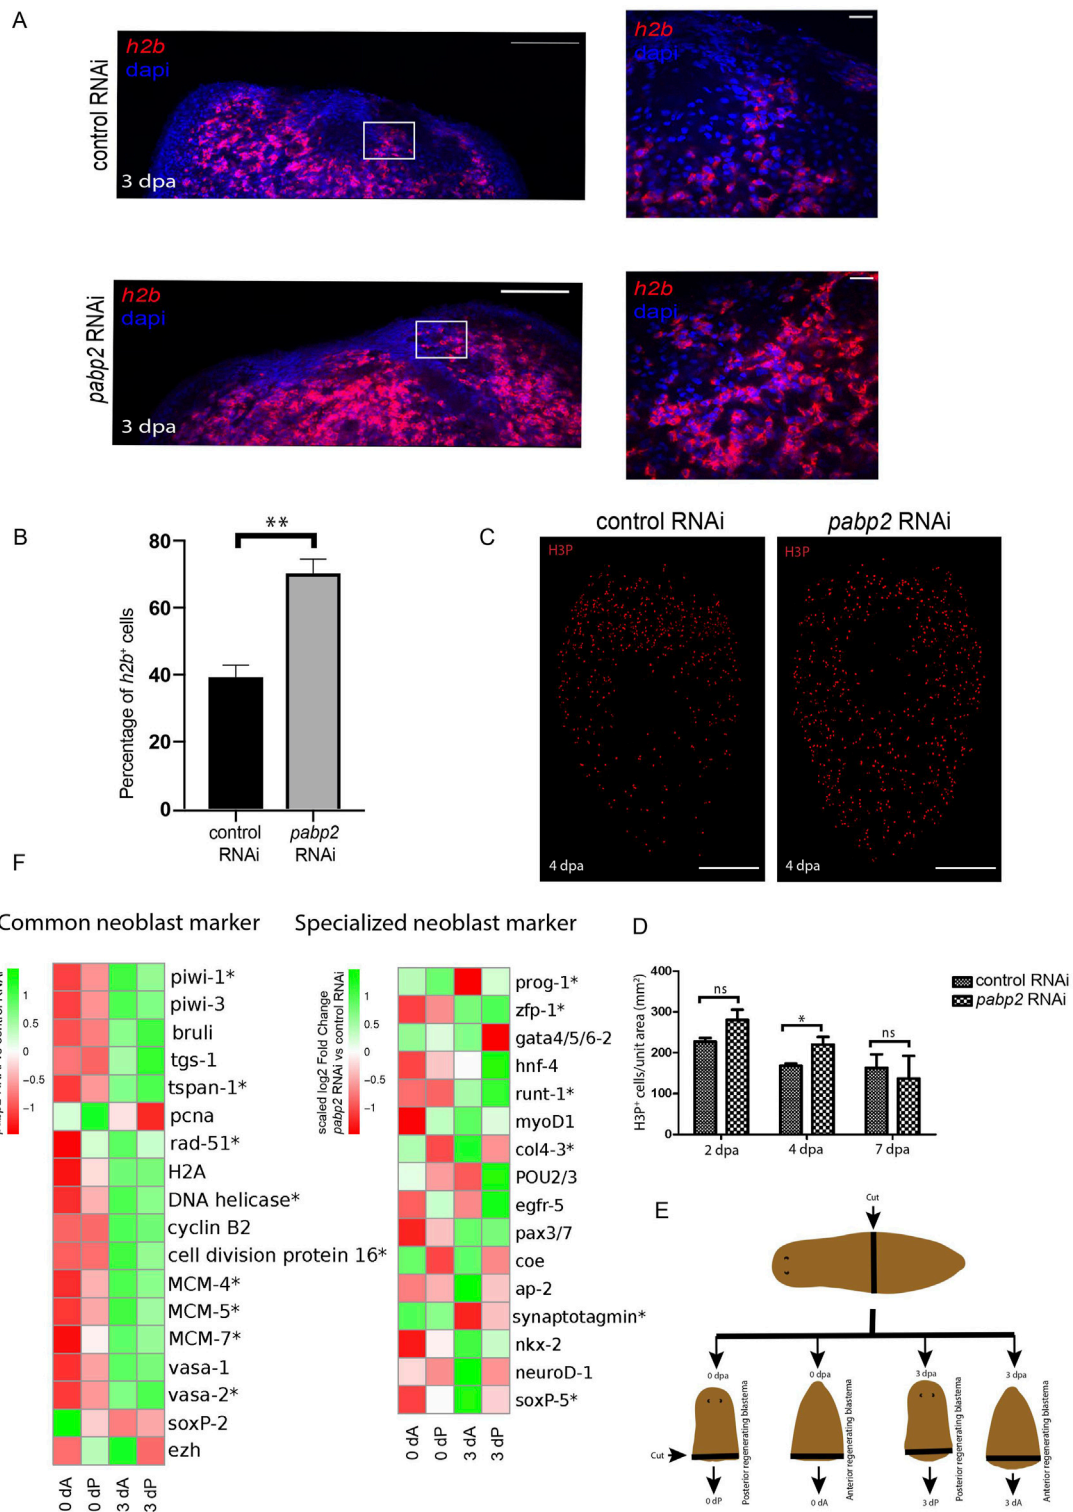 A
control RNAi
h2b
dapi
3 dpa
h2b
dapi
pabp2 RNAi
h2b
dapi
3 dpa
h2b
dapi
B
**
Percentage of h2b+ cells
80
60
40
20
0
control
RNAi
pabp2
RNAi
C
control RNAi
pabp2 RNAi
H3P
4 dpa
H3P
4 dpa
F
Common neoblast marker
pabp2 RNAi vs control RNAi
1
0.5
0
−0.5
−1
piwi-1*
piwi-3
bruli
tgs-1
tspan-1*
pcna
rad-51*
H2A
DNA helicase*
cyclin B2
cell division protein 16*
MCM-4*
MCM-5*
MCM-7*
vasa-1
vasa-2*
soxP-2
ezh
0 dA
0 dP
3 dA
3 dP
Specialized neoblast marker
scaled log2 Fold Change
pabp2 RNAi vs control RNAi
1
0.5
0
−0.5
−1
prog-1*
zfp-1*
gata4/5/6-2
hnf-4
runt-1*
myoD1
col4-3*
POU2/3
egfr-5
pax3/7
coe
ap-2
synaptotagmin*
nkx-2
neuroD-1
soxP-5*
0 dA
0 dP
3 dA
3 dP
D
H3P+ cells/unit area (mm2)
400
300
200
100
0
ns
*
ns
control RNAi
pabp2 RNAi
2 dpa
4 dpa
7 dpa
E
Cut
0 dpa
0 dpa
3 dpa
3 dpa
Posterior regenerating blastema
Anterior regenerating blastema
Posterior regenerating blastema
Anterior regenerating blastema
Cut
0 dP
0 dA
3 dP
3 dA